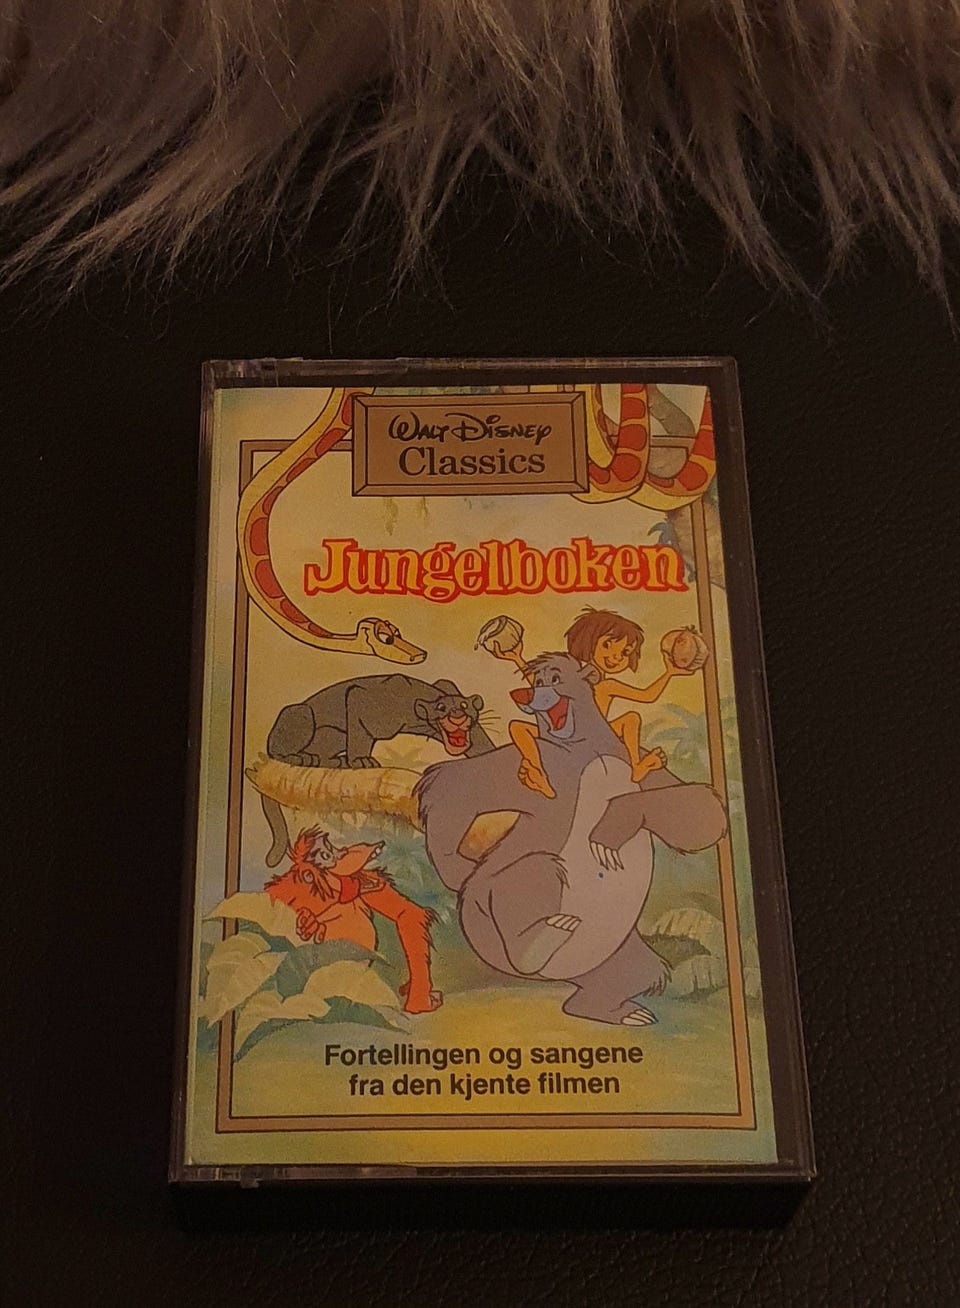 Walt Disney
Classics
Jungelboken
Fortellingen og sangene
fra den kjente filmen